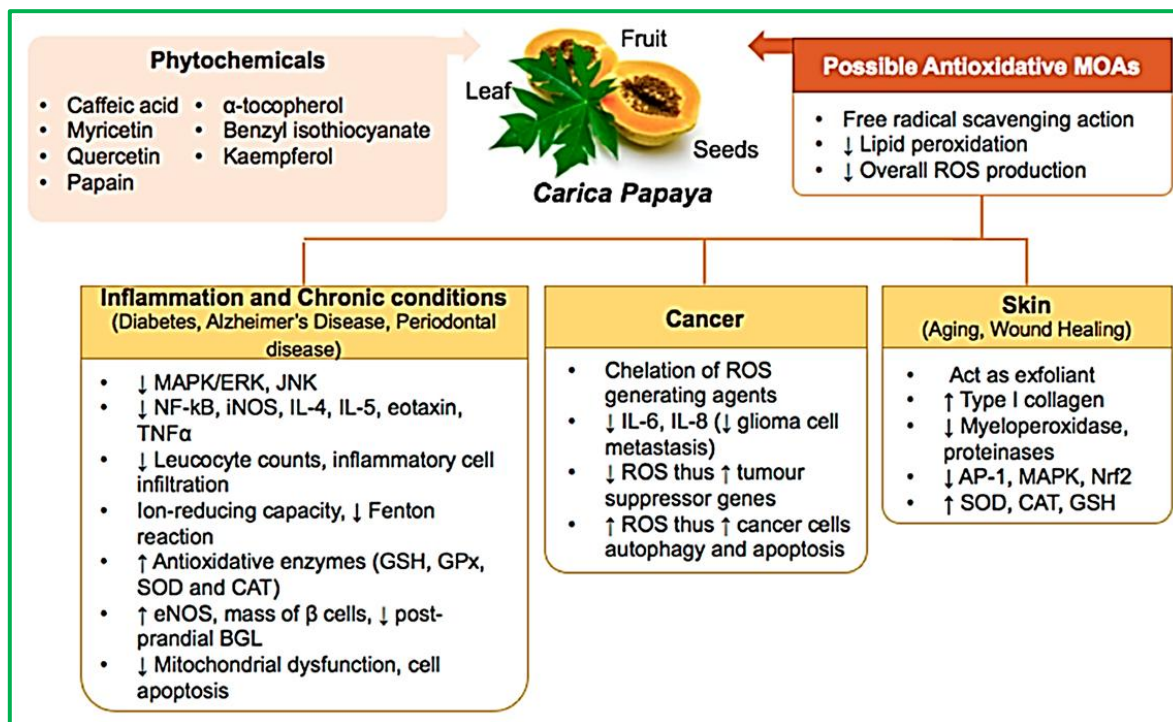 Phytochemicals
• Caffeic acid
• Myricetin
• Quercetin
• Papain
• α-tocopherol
• Benzyl isothiocyanate
• Kaempferol
Fruit
Leaf
Seeds
Carica Papaya
Possible Antioxidative MOAs
• Free radical scavenging action
• ↓ Lipid peroxidation
• ↓ Overall ROS production
Inflammation and Chronic conditions
(Diabetes, Alzheimer's Disease, Periodontal
disease)
• ↓ MAPK/ERK, JNK
• ↓ NF-kB, iNOS, IL-4, IL-5, eotaxin,
TNFα
• ↓ Leucocyte counts, inflammatory cell
infiltration
• Ion-reducing capacity, ↓ Fenton
reaction
• ↑ Antioxidative enzymes (GSH, GPx,
SOD and CAT)
• ↑ eNOS, mass of β cells, ↓ post-
prandial BGL
• ↓ Mitochondrial dysfunction, cell
apoptosis
Cancer
• Chelation of ROS
generating agents
• ↓ IL-6, IL-8 (↓ glioma cell
metastasis)
• ↓ ROS thus ↑ tumour
suppressor genes
• ↑ ROS thus ↑ cancer cells
autophagy and apoptosis
Skin
(Aging, Wound Healing)
• Act as exfoliant
• ↑ Type I collagen
• ↓ Myeloperoxidase,
proteinases
• ↓ AP-1, MAPK, Nrf2
• ↑ SOD, CAT, GSH